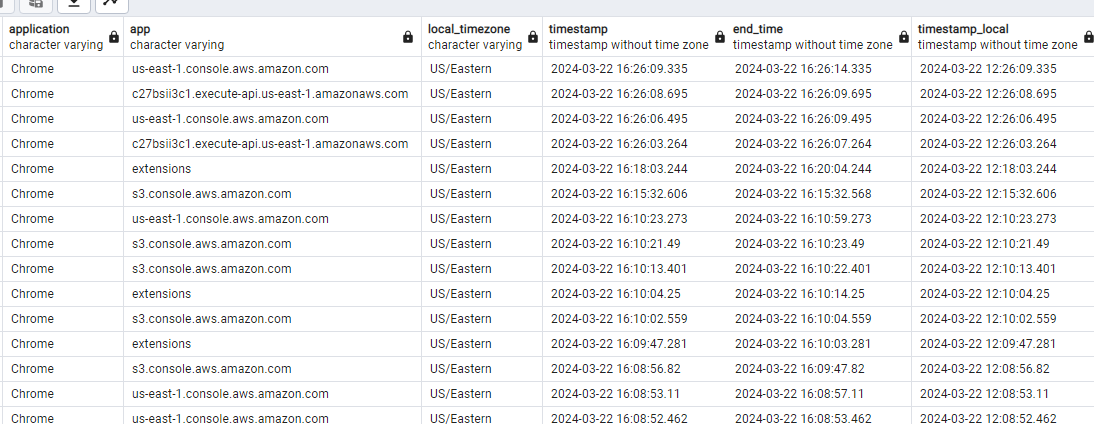 application app local_timezone timestamp end_time timestamp_local
character varying character varying character varying timestamp without time zone timestamp without time zone timestamp without time zone
Chrome us-east-1.console.aws.amazon.com US/Eastern 2024-03-22 16:26:09.335 2024-03-22 16:26:14.335 2024-03-22 12:26:09.335
Chrome c27bsii3c1.execute-api.us-east-1.amazonaws.com US/Eastern 2024-03-22 16:26:08.695 2024-03-22 16:26:09.695 2024-03-22 12:26:08.695
Chrome us-east-1.console.aws.amazon.com US/Eastern 2024-03-22 16:26:06.495 2024-03-22 16:26:09.495 2024-03-22 12:26:06.495
Chrome c27bsii3c1.execute-api.us-east-1.amazonaws.com US/Eastern 2024-03-22 16:26:03.264 2024-03-22 16:26:07.264 2024-03-22 12:26:03.264
Chrome extensions US/Eastern 2024-03-22 16:18:03.244 2024-03-22 16:20:04.244 2024-03-22 12:18:03.244
Chrome s3.console.aws.amazon.com US/Eastern 2024-03-22 16:15:32.606 2024-03-22 16:15:32.568 2024-03-22 12:15:32.606
Chrome us-east-1.console.aws.amazon.com US/Eastern 2024-03-22 16:10:23.273 2024-03-22 16:10:59.273 2024-03-22 12:10:23.273
Chrome s3.console.aws.amazon.com US/Eastern 2024-03-22 16:10:21.49 2024-03-22 16:10:23.49 2024-03-22 12:10:21.49
Chrome s3.console.aws.amazon.com US/Eastern 2024-03-22 16:10:13.401 2024-03-22 16:10:22.401 2024-03-22 12:10:13.401
Chrome extensions US/Eastern 2024-03-22 16:10:04.25 2024-03-22 16:10:14.25 2024-03-22 12:10:04.25
Chrome s3.console.aws.amazon.com US/Eastern 2024-03-22 16:10:02.559 2024-03-22 16:10:04.559 2024-03-22 12:10:02.559
Chrome extensions US/Eastern 2024-03-22 16:09:47.281 2024-03-22 16:10:03.281 2024-03-22 12:09:47.281
Chrome s3.console.aws.amazon.com US/Eastern 2024-03-22 16:08:56.82 2024-03-22 16:09:47.82 2024-03-22 12:08:56.82
Chrome us-east-1.console.aws.amazon.com US/Eastern 2024-03-22 16:08:53.11 2024-03-22 16:08:57.11 2024-03-22 12:08:53.11
Chrome us-east-1.console.aws.amazon.com US/Eastern 2024-03-22 16:08:52.462 2024-03-22 16:08:53.462 2024-03-22 12:08:52.462